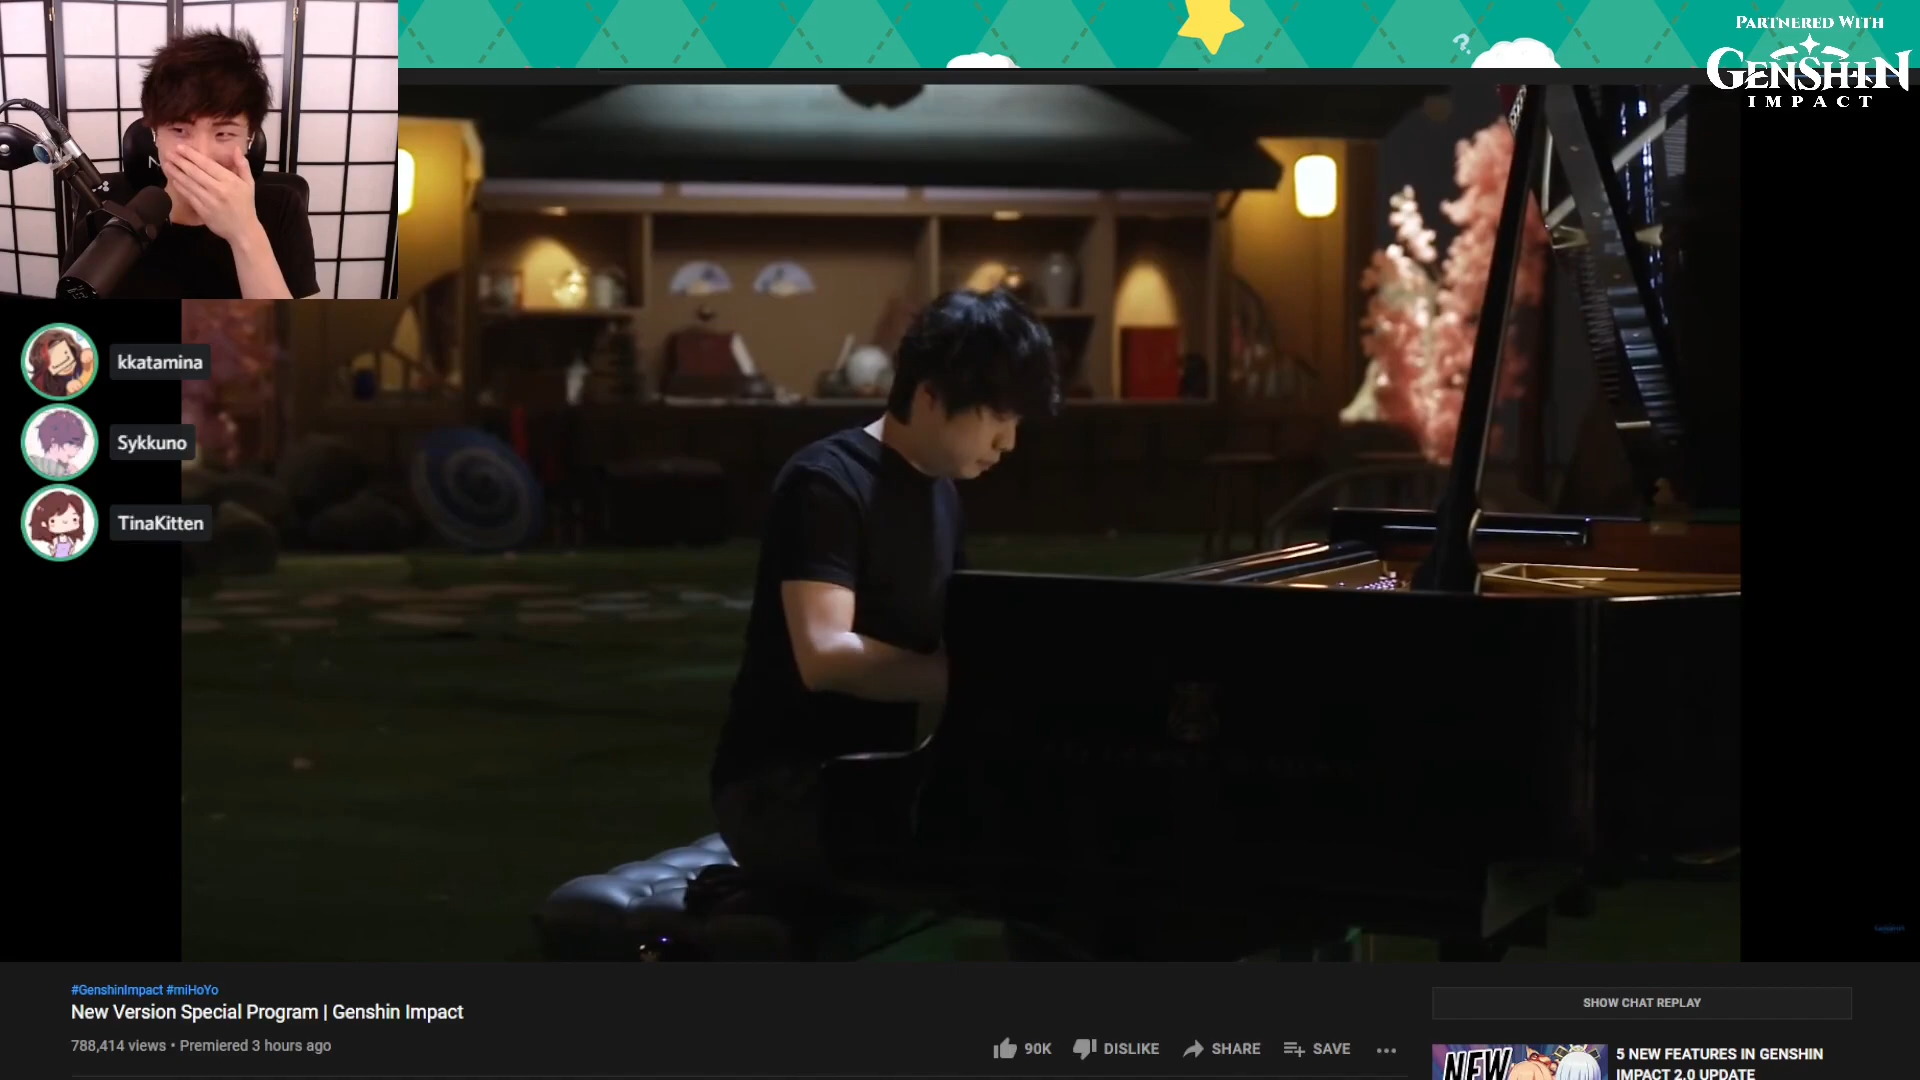 PARTNERED WITH
GENSHIN
IMPACT
kkatamina
Sykkuno
TinaKitten
#GenshinImpact #miHoYo
New Version Special Program | Genshin Impact
788,414 views • Premiered 3 hours ago
90K
DISLIKE
SHARE
SAVE
SHOW CHAT REPLAY
NEW
5 NEW FEATURES IN GENSHIN
IMPACT 2.0 UPDATE